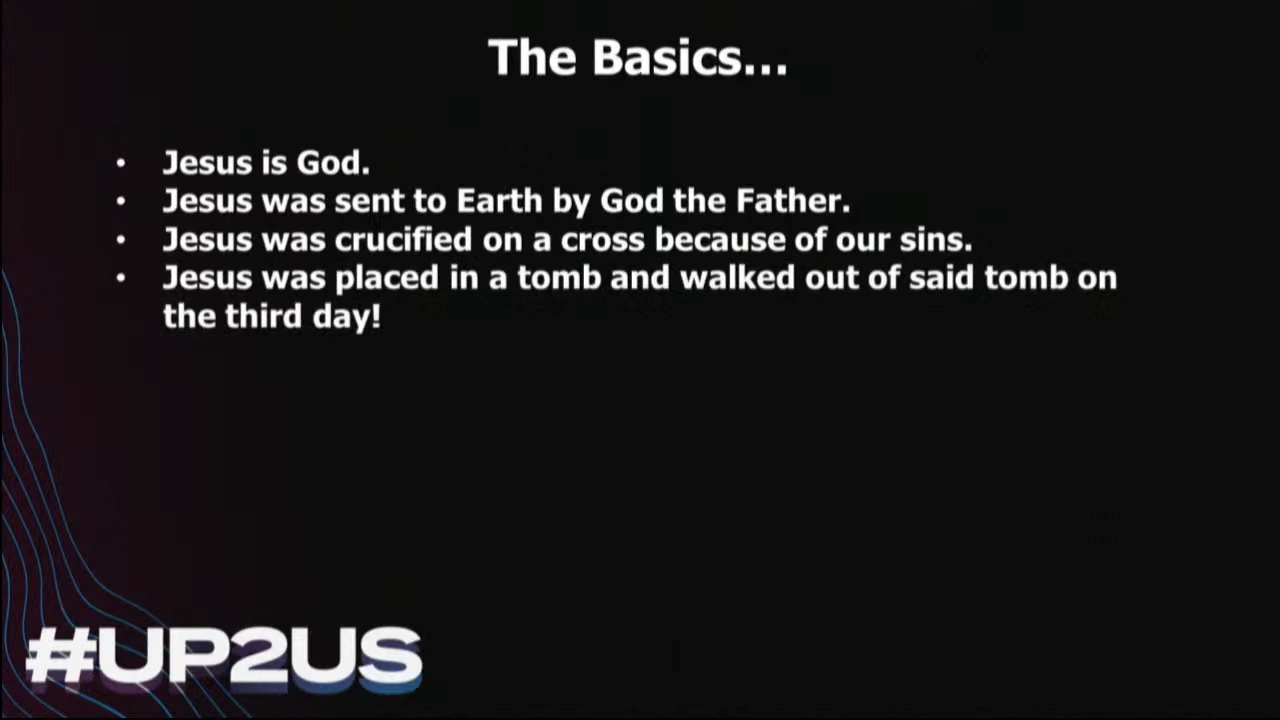 The Basics...
• Jesus is God.
• Jesus was sent to Earth by God the Father.
• Jesus was crucified on a cross because of our sins.
• Jesus was placed in a tomb and walked out of said tomb on
the third day!
#UP2US